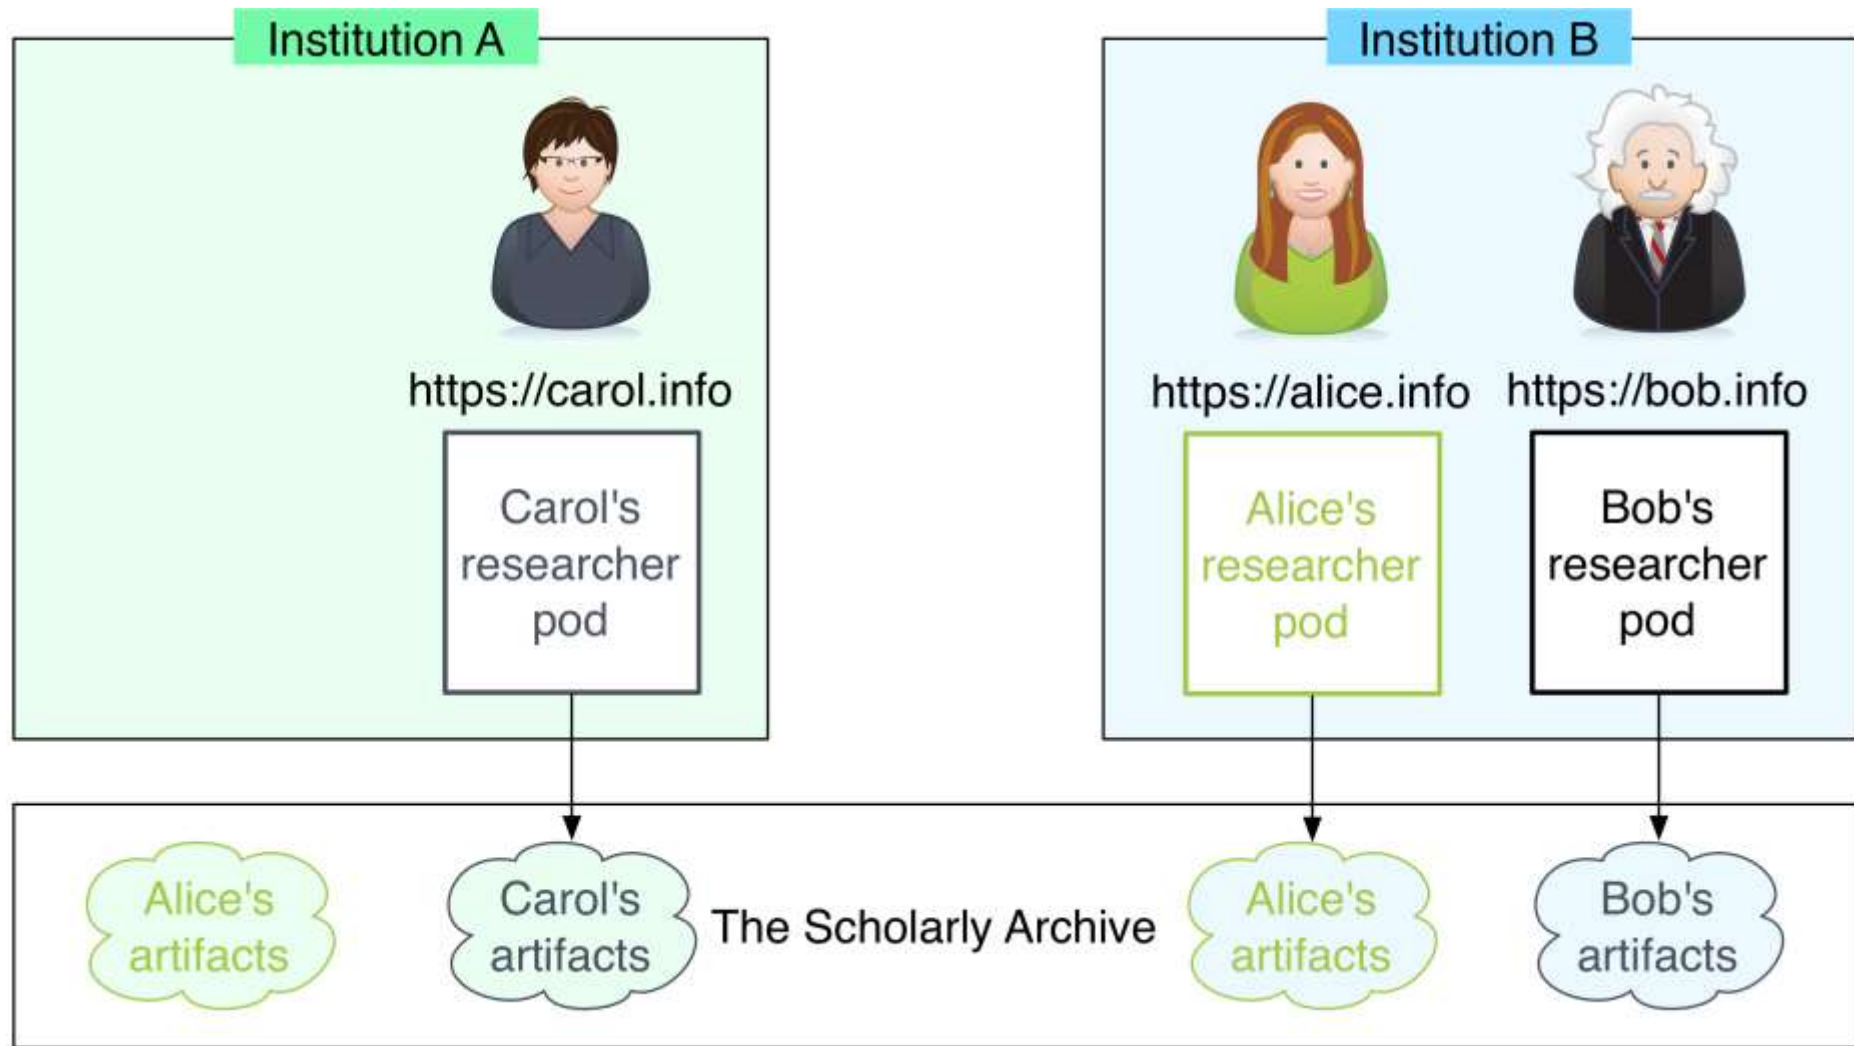 Institution A
Institution B
https://carol.info
https://alice.info
https://bob.info
Carol's
researcher
pod
Alice's
researcher
pod
Bob's
researcher
pod
Alice's
artifacts
Carol's
artifacts
The Scholarly Archive
Alice's
artifacts
Bob's
artifacts